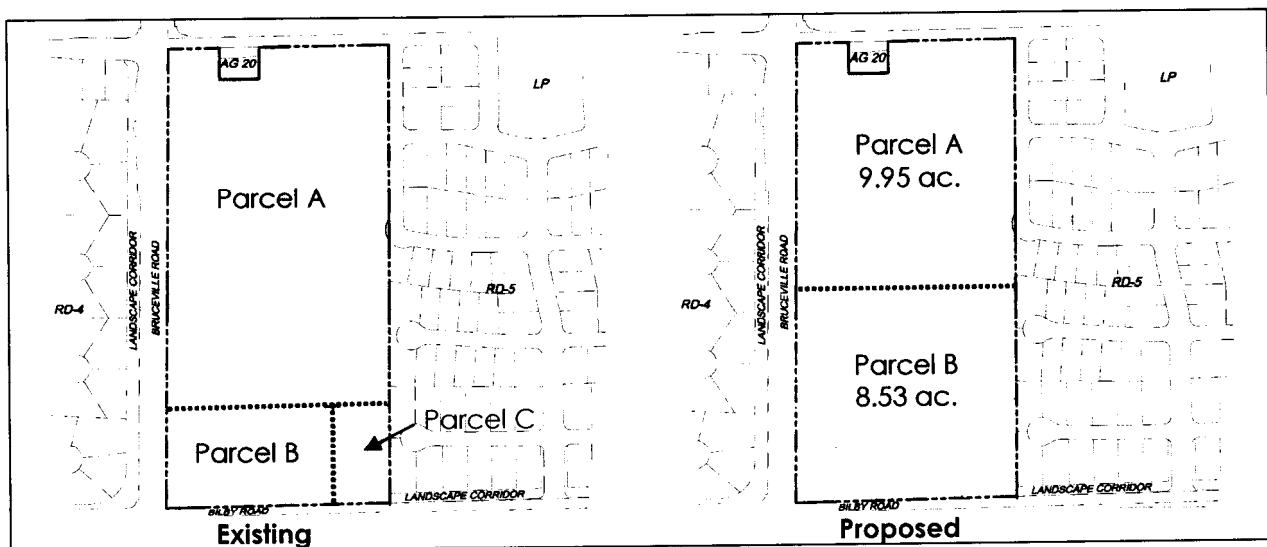 AG 20
LP
Parcel A
LANDSCAPE CORRIDOR
BRUCEVILLE ROAD
RD-4
RD-5
Parcel C
Parcel B
LANDSCAPE CORRIDOR
BILBY ROAD
Existing
AG 20
LP
Parcel A
9.95 ac.
LANDSCAPE CORRIDOR
BRUCEVILLE ROAD
RD-4
RD-5
Parcel B
8.53 ac.
LANDSCAPE CORRIDOR
BILBY ROAD
Proposed